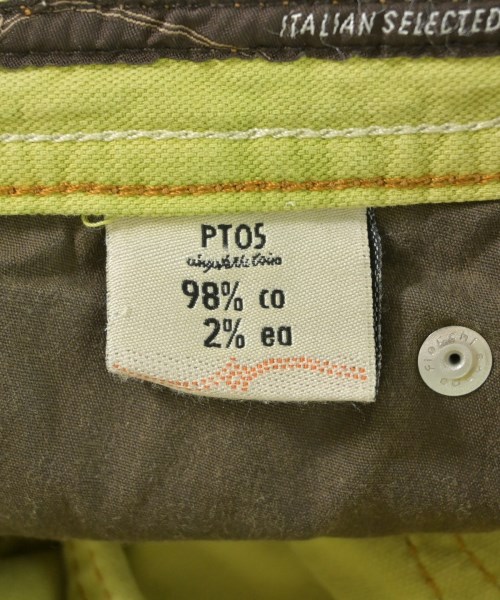 ITALIAN SELECTED
PT05
98% co
2% ea